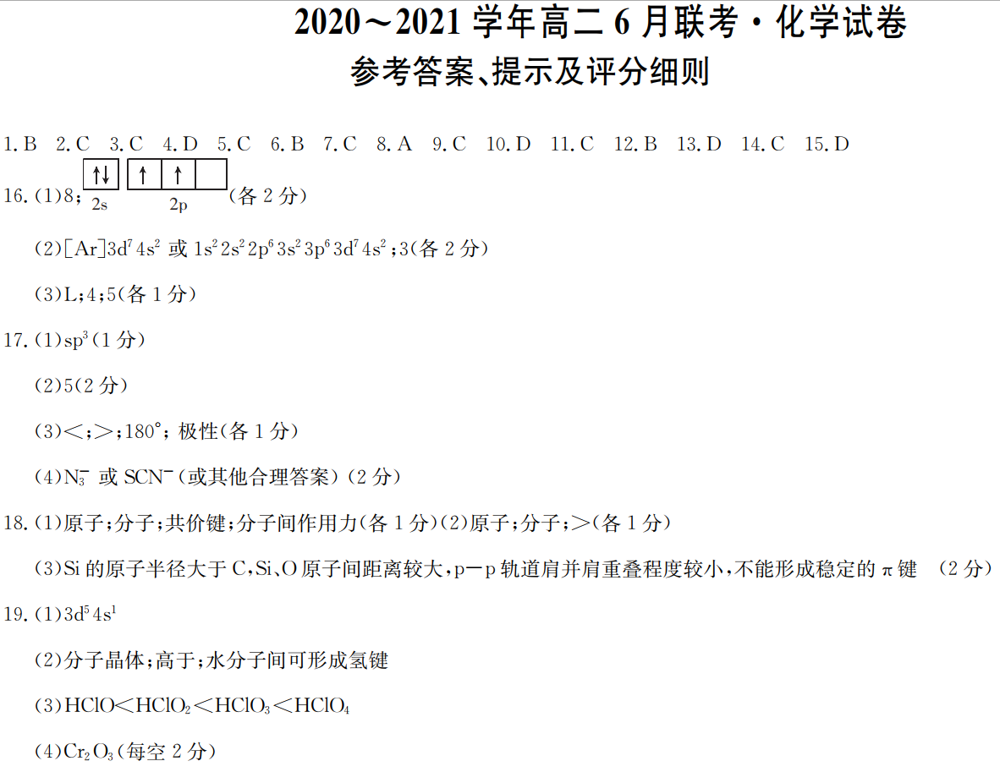 2020～2021 学年高二 6 月联考·化学试卷
参考答案、提示及评分细则
1. B 2. C 3. C 4. D 5. C 6. B 7. C 8. A 9. C 10. D 11. C 12. B 13. D 14. C 15. D
16. (1)8; ↑↓ ↑ ↑ 2s 2p (各 2 分)
(2)[Ar]3d⁷4s² 或 1s²2s²2p⁶3s²3p⁶3d⁷4s²;3(各 2 分)
(3)L;4;5(各 1 分)
17. (1)sp³(1 分)
(2)5(2 分)
(3)＜;＞;180°; 极性(各 1 分)
(4)N₃⁻ 或 SCN⁻(或其他合理答案) (2 分)
18. (1)原子;分子;共价键;分子间作用力(各 1 分)(2)原子;分子;＞(各 1 分)
(3)Si 的原子半径大于 C,Si、O 原子间距离较大,p—p 轨道肩并肩重叠程度较小,不能形成稳定的 π 键 (2 分)
19. (1)3d⁵4s¹
(2)分子晶体;高于;水分子间可形成氢键
(3)HClO＜HClO₂＜HClO₃＜HClO₄
(4)Cr₂O₃(每空 2 分)